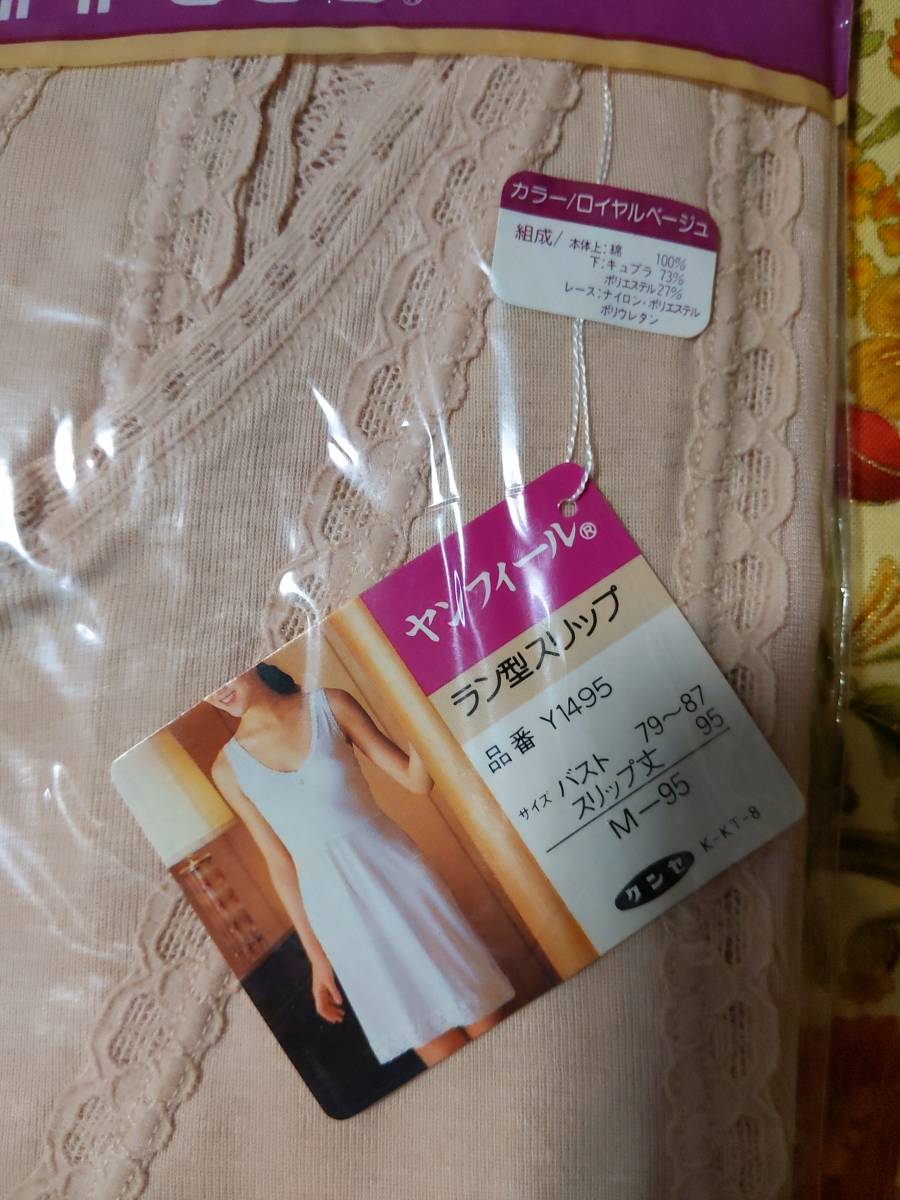 カラー/ロイヤルベージュ
組成/ 本体上:綿 100%
下:キュプラ 73%
ポリエステル 27%
レース:ナイロン・ポリエステル
ポリウレタン
ヤンフィール®
ラン型スリップ
品番 Y1495
サイズ バスト 79〜87
スリップ丈 95
M-95
グンゼ K-KT-8